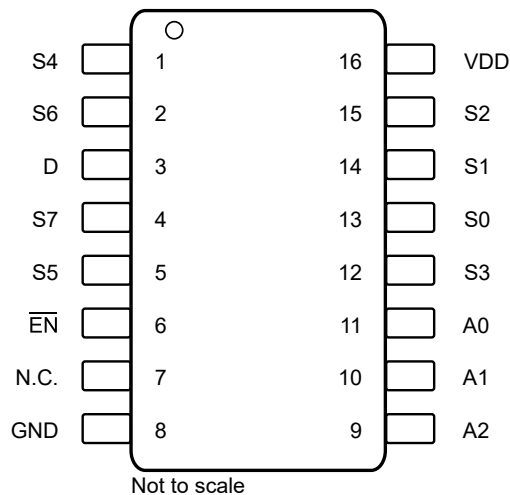 S4 1 16 VDD
S6 2 15 S2
D 3 14 S1
S7 4 13 S0
S5 5 12 S3
E̅N̅ 6 11 A0
N.C. 7 10 A1
GND 8 9 A2
Not to scale